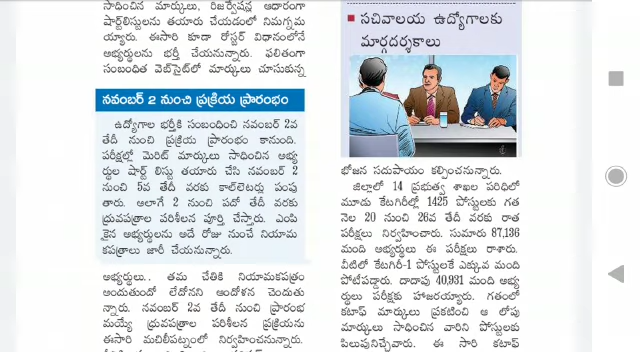 సాధించిన మార్కులు, రిజర్వేషన్ల ఆధారంగా
షార్ట్‌లిస్టులను తయారు చేయడంలో నిమగ్నమ
య్యారు. ఈసారి కూడా రోస్టర్ విధానంలోనే
అభ్యర్థులను భర్తీ చేయనున్నారు. ఫలితంగా
సంబంధిత వెబ్‌సైట్‌లో మార్కులు చూసుకున్న
నవంబర్ 2 నుంచి ప్రక్రియ ప్రారంభం
ఉద్యోగాల భర్తీకి సంబంధించి నవంబర్ 2వ
తేదీ నుంచి ప్రక్రియ ప్రారంభం కానుంది.
పరీక్షల్లో మెరిట్ మార్కులు సాధించిన అభ్య
ర్థుల షార్ట్ లిస్టు తయారు చేసి నవంబర్ 2
నుంచి 5వ తేదీ వరకు కాల్‌లెటర్లు పంపు
తారు. అలాగే 2 నుంచి పదో తేదీ వరకు
ధ్రువపత్రాల పరిశీలన పూర్తి చేస్తారు. ఎంపి
కైన అభ్యర్థులను అదే రోజు నుంచే నియామ
కపత్రాలు జారీ చేయనున్నారు.
అభ్యర్థులు.. తమ చేతికి నియామకపత్రం
అందుతుందో లేదోనని ఆందోళన చెందుతు
న్నారు. నవంబర్ 2వ తేదీ నుంచి ప్రారంభ
మయ్యే ధ్రువపత్రాల పరిశీలన ప్రక్రియను
ఈసారి మచిలీపట్నంలో నిర్వహించనున్నారు.
సచివాలయ ఉద్యోగాలకు
మార్గదర్శకాలు
భోజన సదుపాయం కల్పించనున్నారు.
జిల్లాలో 14 ప్రభుత్వ శాఖల పరిధిలో
మూడు కేటగిరీల్లో 1425 పోస్టులకు గత
నెల 20 నుంచి 26వ తేదీ వరకు రాత
పరీక్షలు నిర్వహించారు. సుమారు 87,136
మంది అభ్యర్థులు ఈ పరీక్షలు రాశారు.
వీటిలో కేటగిరీ-1 పోస్టులకే ఎక్కువ మంది
పోటీపడ్డారు. దాదాపు 40,931 మంది అభ్య
ర్థులు పరీక్షకు హాజరయ్యారు. గతంలో
కటాఫ్ మార్కులు ప్రకటించి ఆ లోపు
మార్కులు సాధించిన వారిని పోస్టులకు
పిలుపునిచ్చేవారు. ఈ సారి కటాఫ్